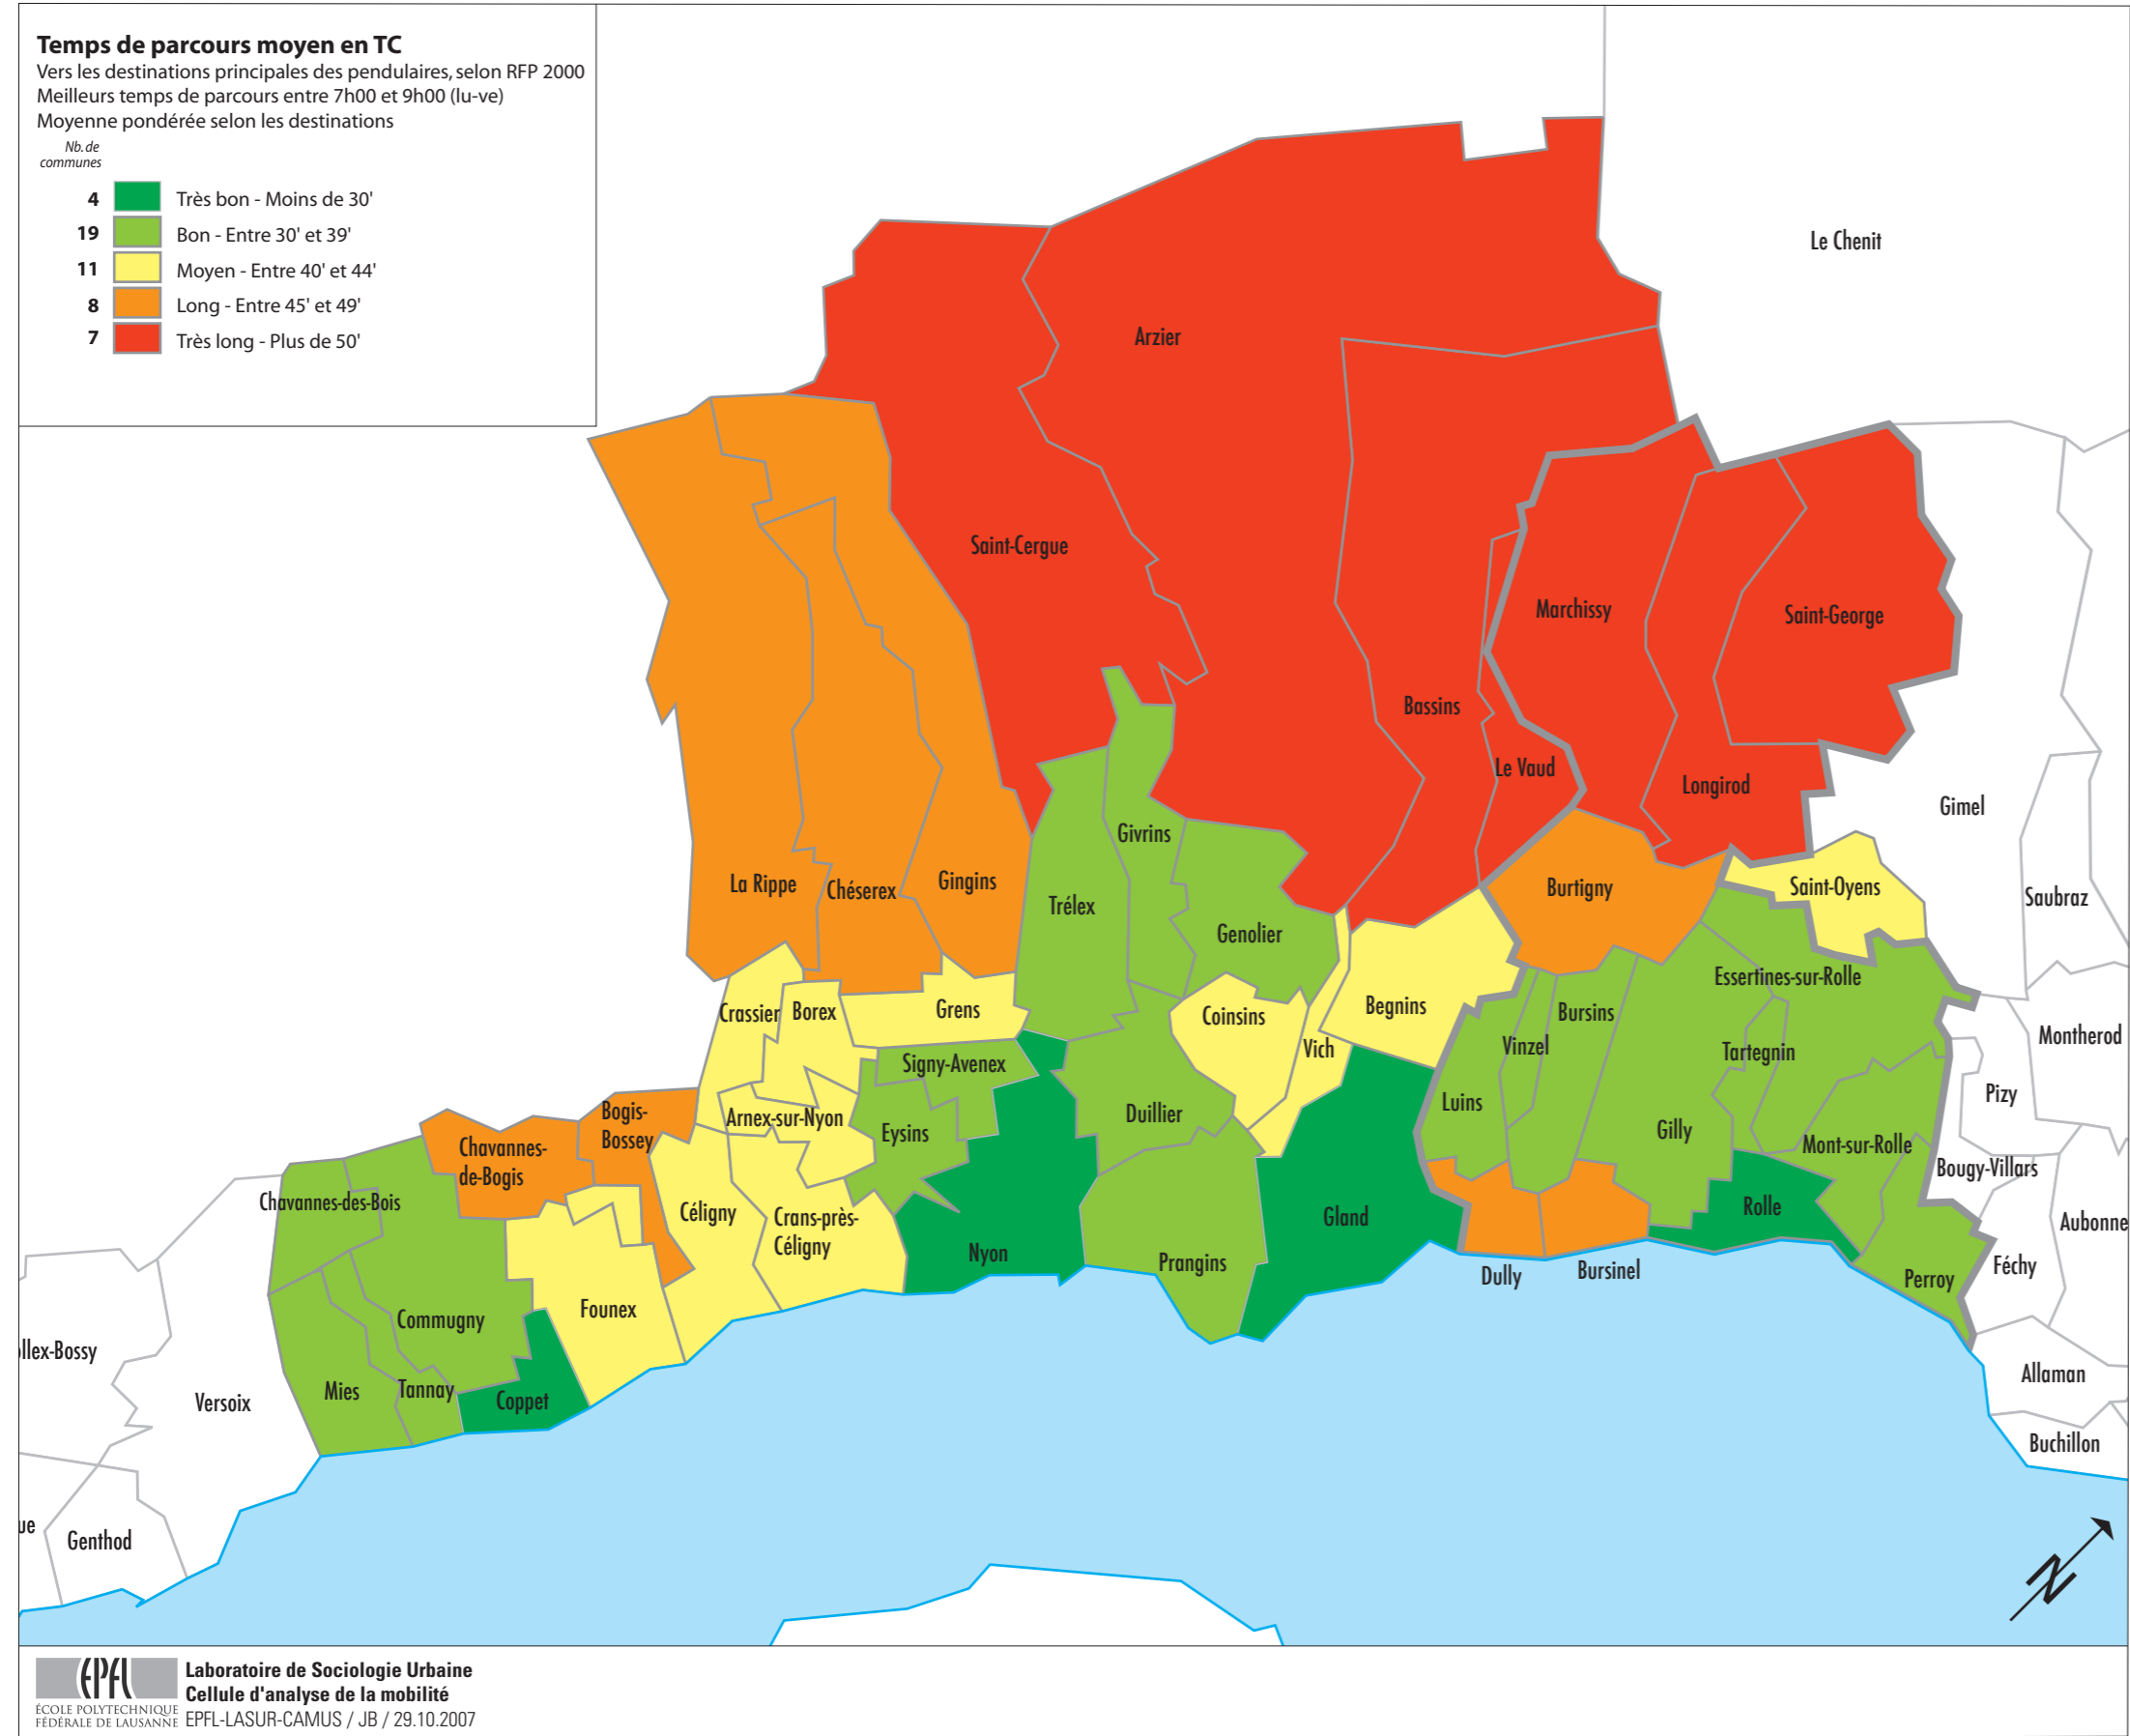 Temps de parcours moyen en TC
Vers les destinations principales des pendulaires, selon RFP 2000
Meilleurs temps de parcours entre 7h00 et 9h00 (lu-ve)
Moyenne pondérée selon les destinations
Nb. de
communes
4 Très bon - Moins de 30'
19 Bon - Entre 30' et 39'
11 Moyen - Entre 40' et 44'
8 Long - Entre 45' et 49'
7 Très long - Plus de 50'
Le Chenit
Arzier
Saint-Cergue
Marchissy
Saint-George
Bassins
Le Vaud
Longirod
Gimel
Givrins
La Rippe
Chéserex
Gingins
Trélex
Genolier
Burtigny
Saint-Oyens
Saubraz
Essertines-sur-Rolle
Crassier
Borex
Grens
Coinsins
Begnins
Bursins
Vinzel
Vich
Montherod
Signy-Avenex
Tartegnin
Pizy
Bogis-
Bossey
Arnex-sur-Nyon
Eysins
Duillier
Luins
Gilly
Mont-sur-Rolle
Chavannes-
de-Bogis
Bougy-Villars
Chavannes-des-Bois
Céligny
Crans-près-
Céligny
Gland
Rolle
Aubonne
Nyon
Prangins
Dully
Bursinel
Perroy
Féchy
Founex
Commugny
llex-Bossy
Versoix
Mies
Tannay
Coppet
Allaman
Buchillon
ue
Genthod
N
EPFL
ÉCOLE POLYTECHNIQUE
FÉDÉRALE DE LAUSANNE
Laboratoire de Sociologie Urbaine
Cellule d'analyse de la mobilité
EPFL-LASUR-CAMUS / JB / 29.10.2007